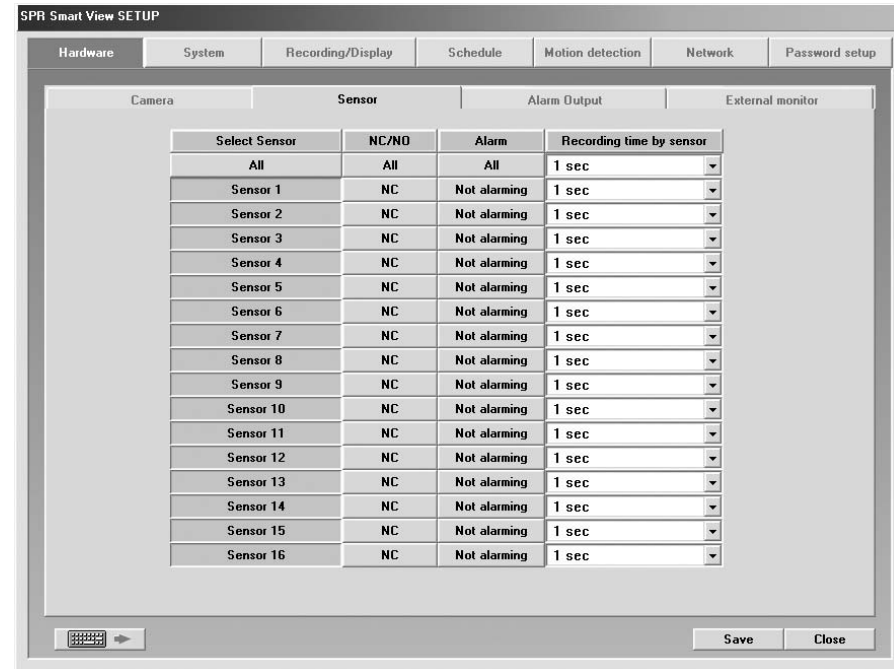 SPR Smart View SETUP
Hardware System Recording/Display Schedule Motion detection Network Password setup
Camera Sensor Alarm Output External monitor
Select Sensor NC/NO Alarm Recording time by sensor
All All All 1 sec
Sensor 1 NC Not alarming 1 sec
Sensor 2 NC Not alarming 1 sec
Sensor 3 NC Not alarming 1 sec
Sensor 4 NC Not alarming 1 sec
Sensor 5 NC Not alarming 1 sec
Sensor 6 NC Not alarming 1 sec
Sensor 7 NC Not alarming 1 sec
Sensor 8 NC Not alarming 1 sec
Sensor 9 NC Not alarming 1 sec
Sensor 10 NC Not alarming 1 sec
Sensor 11 NC Not alarming 1 sec
Sensor 12 NC Not alarming 1 sec
Sensor 13 NC Not alarming 1 sec
Sensor 14 NC Not alarming 1 sec
Sensor 15 NC Not alarming 1 sec
Sensor 16 NC Not alarming 1 sec
Save Close